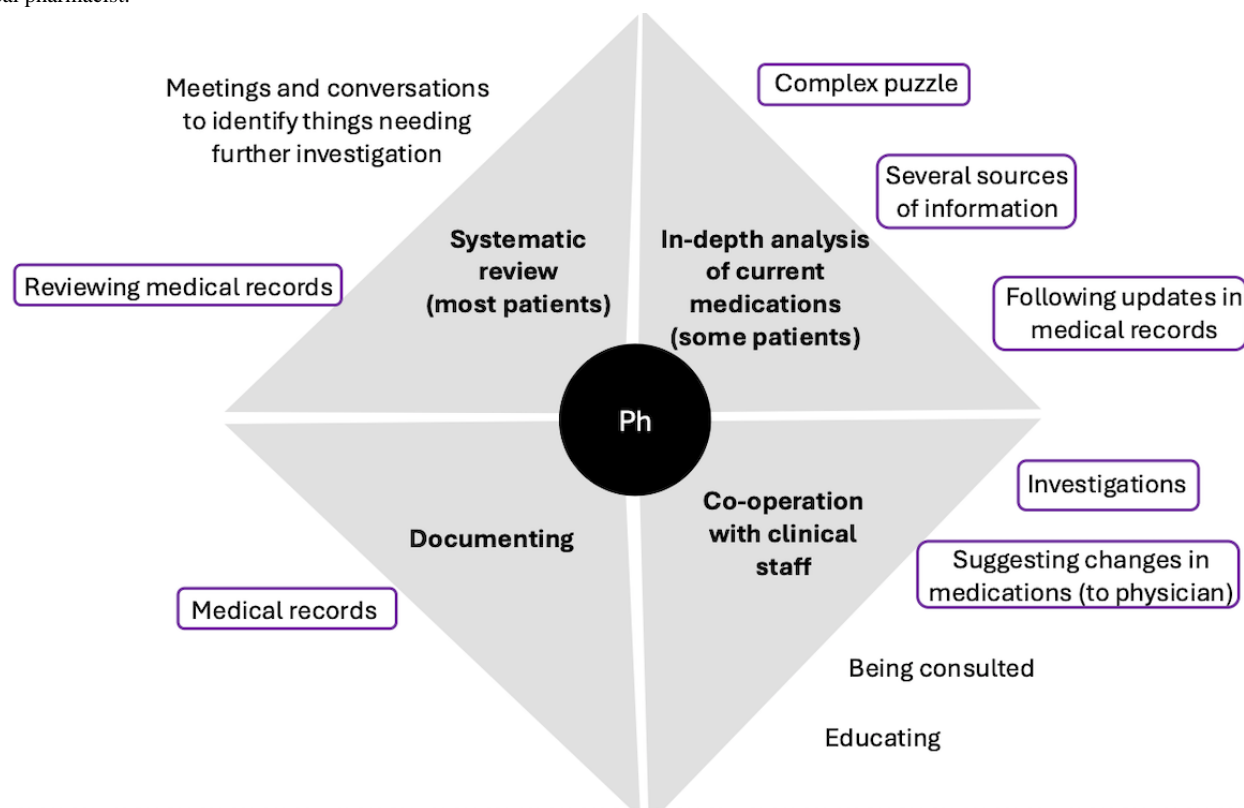 Meetings and conversations
to identify things needing
further investigation
Reviewing medical records
Systematic
review
(most patients)
In-depth analysis
of current
medications
(some patients)
Complex puzzle
Several sources
of information
Following updates in
medical records
Ph
Documenting
Medical records
Co-operation
with clinical
staff
Investigations
Suggesting changes in
medications (to physician)
Being consulted
Educating